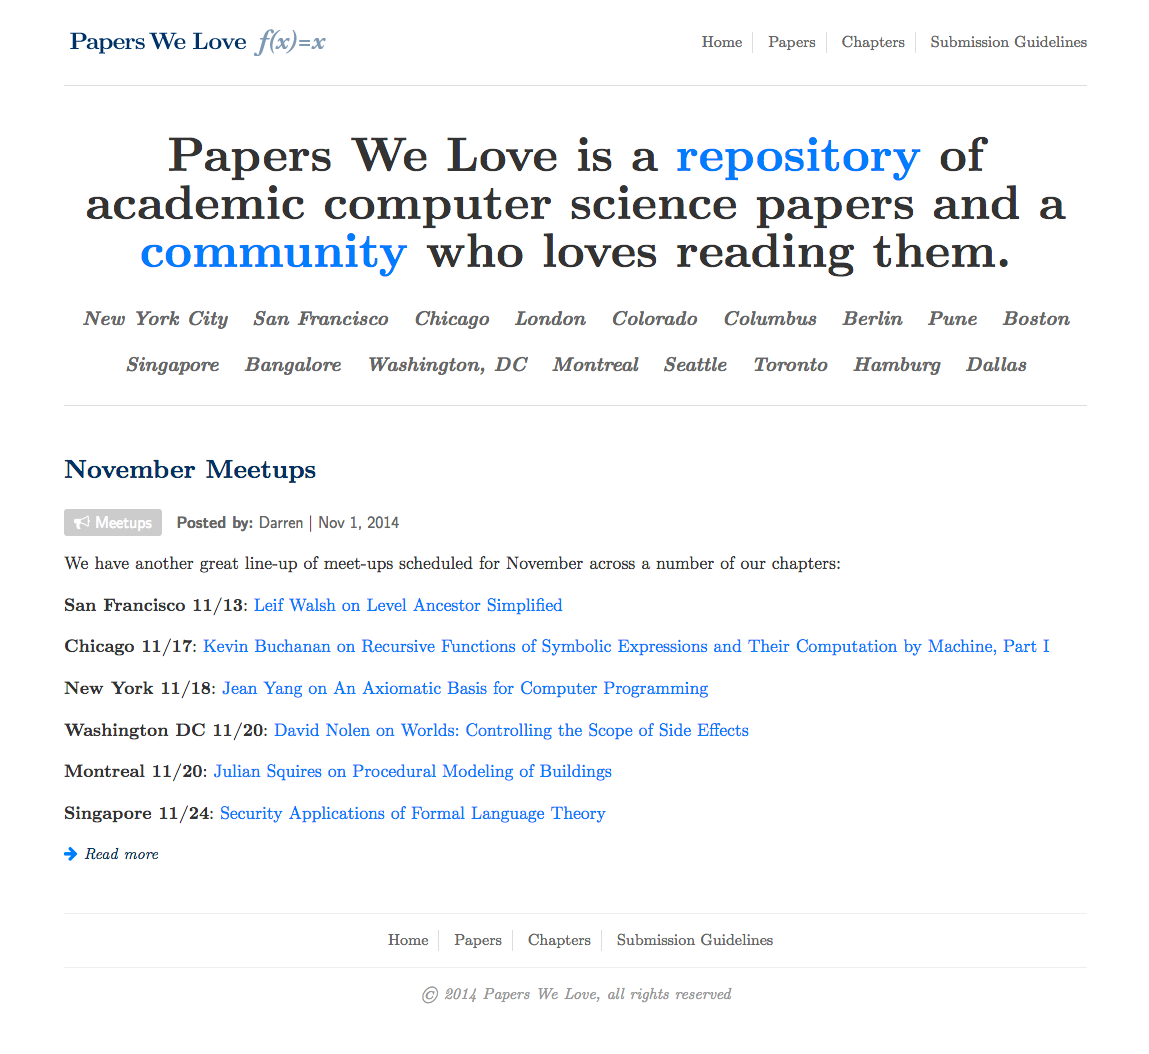 Papers We Love f(x)=x
Home Papers Chapters Submission Guidelines
Papers We Love is a repository of
academic computer science papers and a
community who loves reading them.
New York City San Francisco Chicago London Colorado Columbus Berlin Pune Boston
Singapore Bangalore Washington, DC Montreal Seattle Toronto Hamburg Dallas
November Meetups
Meetups Posted by: Darren | Nov 1, 2014
We have another great line-up of meet-ups scheduled for November across a number of our chapters:
San Francisco 11/13: Leif Walsh on Level Ancestor Simplified
Chicago 11/17: Kevin Buchanan on Recursive Functions of Symbolic Expressions and Their Computation by Machine, Part I
New York 11/18: Jean Yang on An Axiomatic Basis for Computer Programming
Washington DC 11/20: David Nolen on Worlds: Controlling the Scope of Side Effects
Montreal 11/20: Julian Squires on Procedural Modeling of Buildings
Singapore 11/24: Security Applications of Formal Language Theory
Read more
Home Papers Chapters Submission Guidelines
© 2014 Papers We Love, all rights reserved